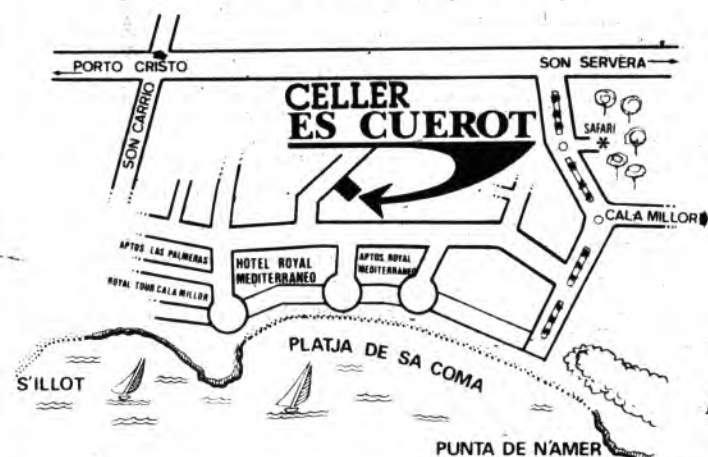 PORTO CRISTO
SON SERVERA
SON CARRIO
CELLER
ES CUEROT
SAFARI
CALA MILLOR
APTOS LAS PALMERAS
HOTEL ROYAL
MEDITERRANEO
APTOS. ROYAL
MEDITERRANEO
ROYAL TOUR CALA MILLOR
PLATJA DE SA COMA
S'ILLOT
PUNTA DE N'AMER